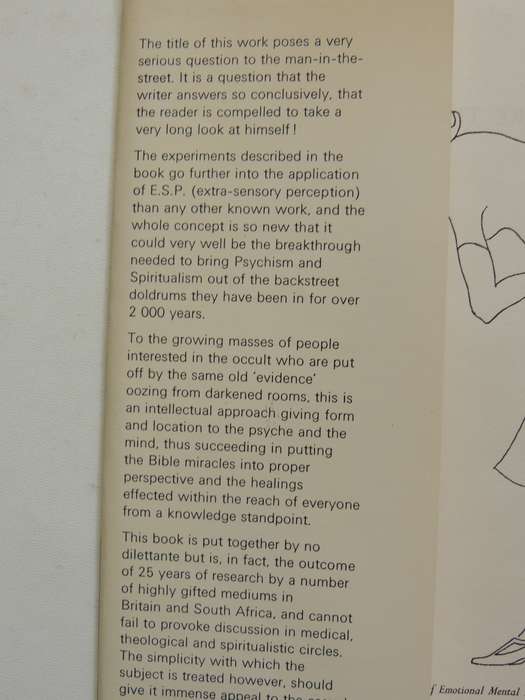 The title of this work poses a very
serious question to the man-in-the-
street. It is a question that the
writer answers so conclusively, that
the reader is compelled to take a
very long look at himself!
The experiments described in the
book go further into the application
of E.S.P. (extra-sensory perception)
than any other known work, and the
whole concept is so new that it
could very well be the breakthrough
needed to bring Psychism and
Spiritualism out of the backstreet
doldrums they have been in for over
2 000 years.
To the growing masses of people
interested in the occult who are put
off by the same old 'evidence'
oozing from darkened rooms, this is
an intellectual approach giving form
and location to the psyche and the
mind, thus succeeding in putting
the Bible miracles into proper
perspective and the healings
effected within the reach of everyone
from a knowledge standpoint.
This book is put together by no
dilettante but is, in fact, the outcome
of 25 years of research by a number
of highly gifted mediums in
Britain and South Africa, and cannot
fail to provoke discussion in medical,
theological and spiritualistic circles.
The simplicity with which the
subject is treated however, should
give it immense appeal to the
f Emotional Mental